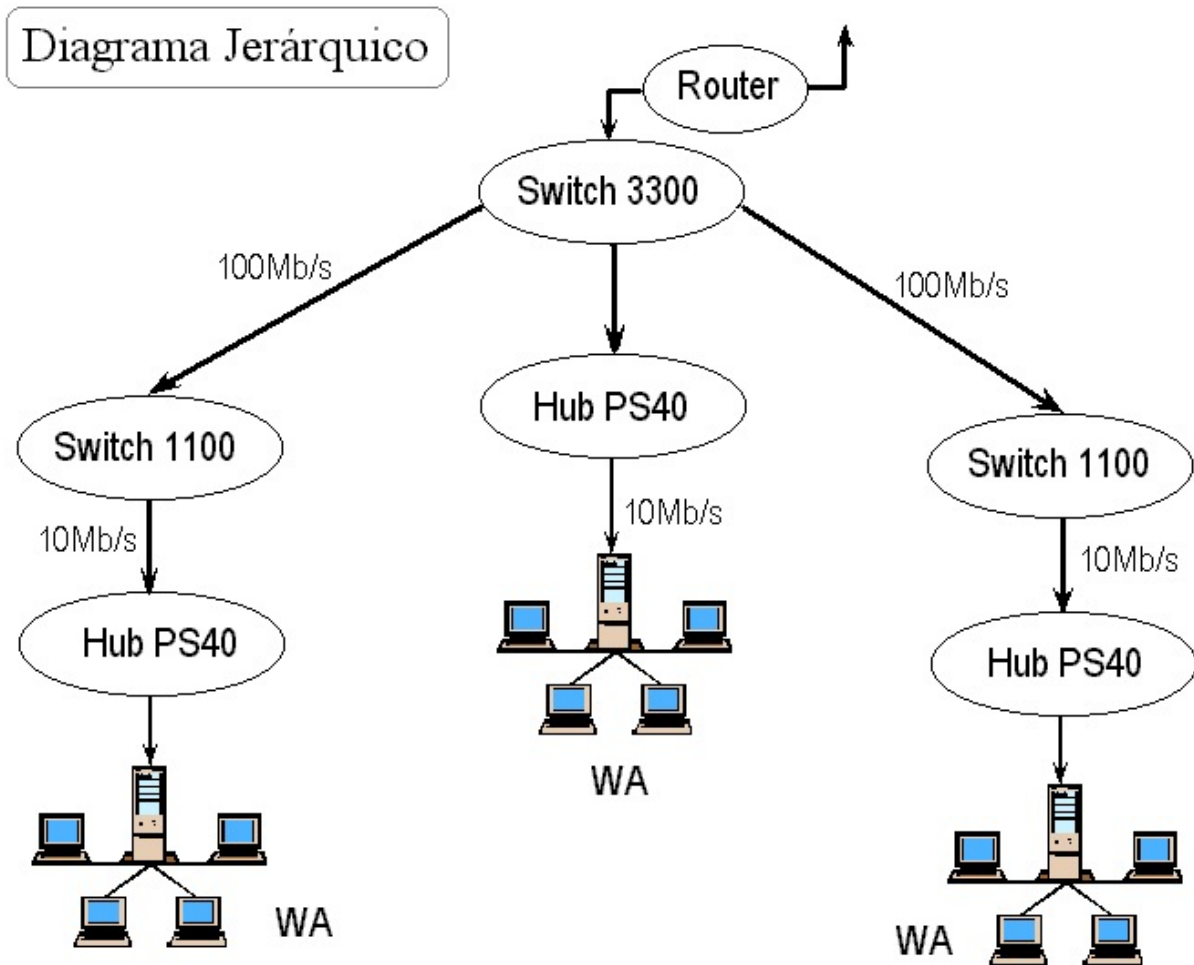 Diagrama Jerárquico
Router
Switch 3300
100Mb/s
100Mb/s
Hub PS40
Switch 1100
Switch 1100
10Mb/s
10Mb/s
10Mb/s
Hub PS40
Hub PS40
WA
WA
WA